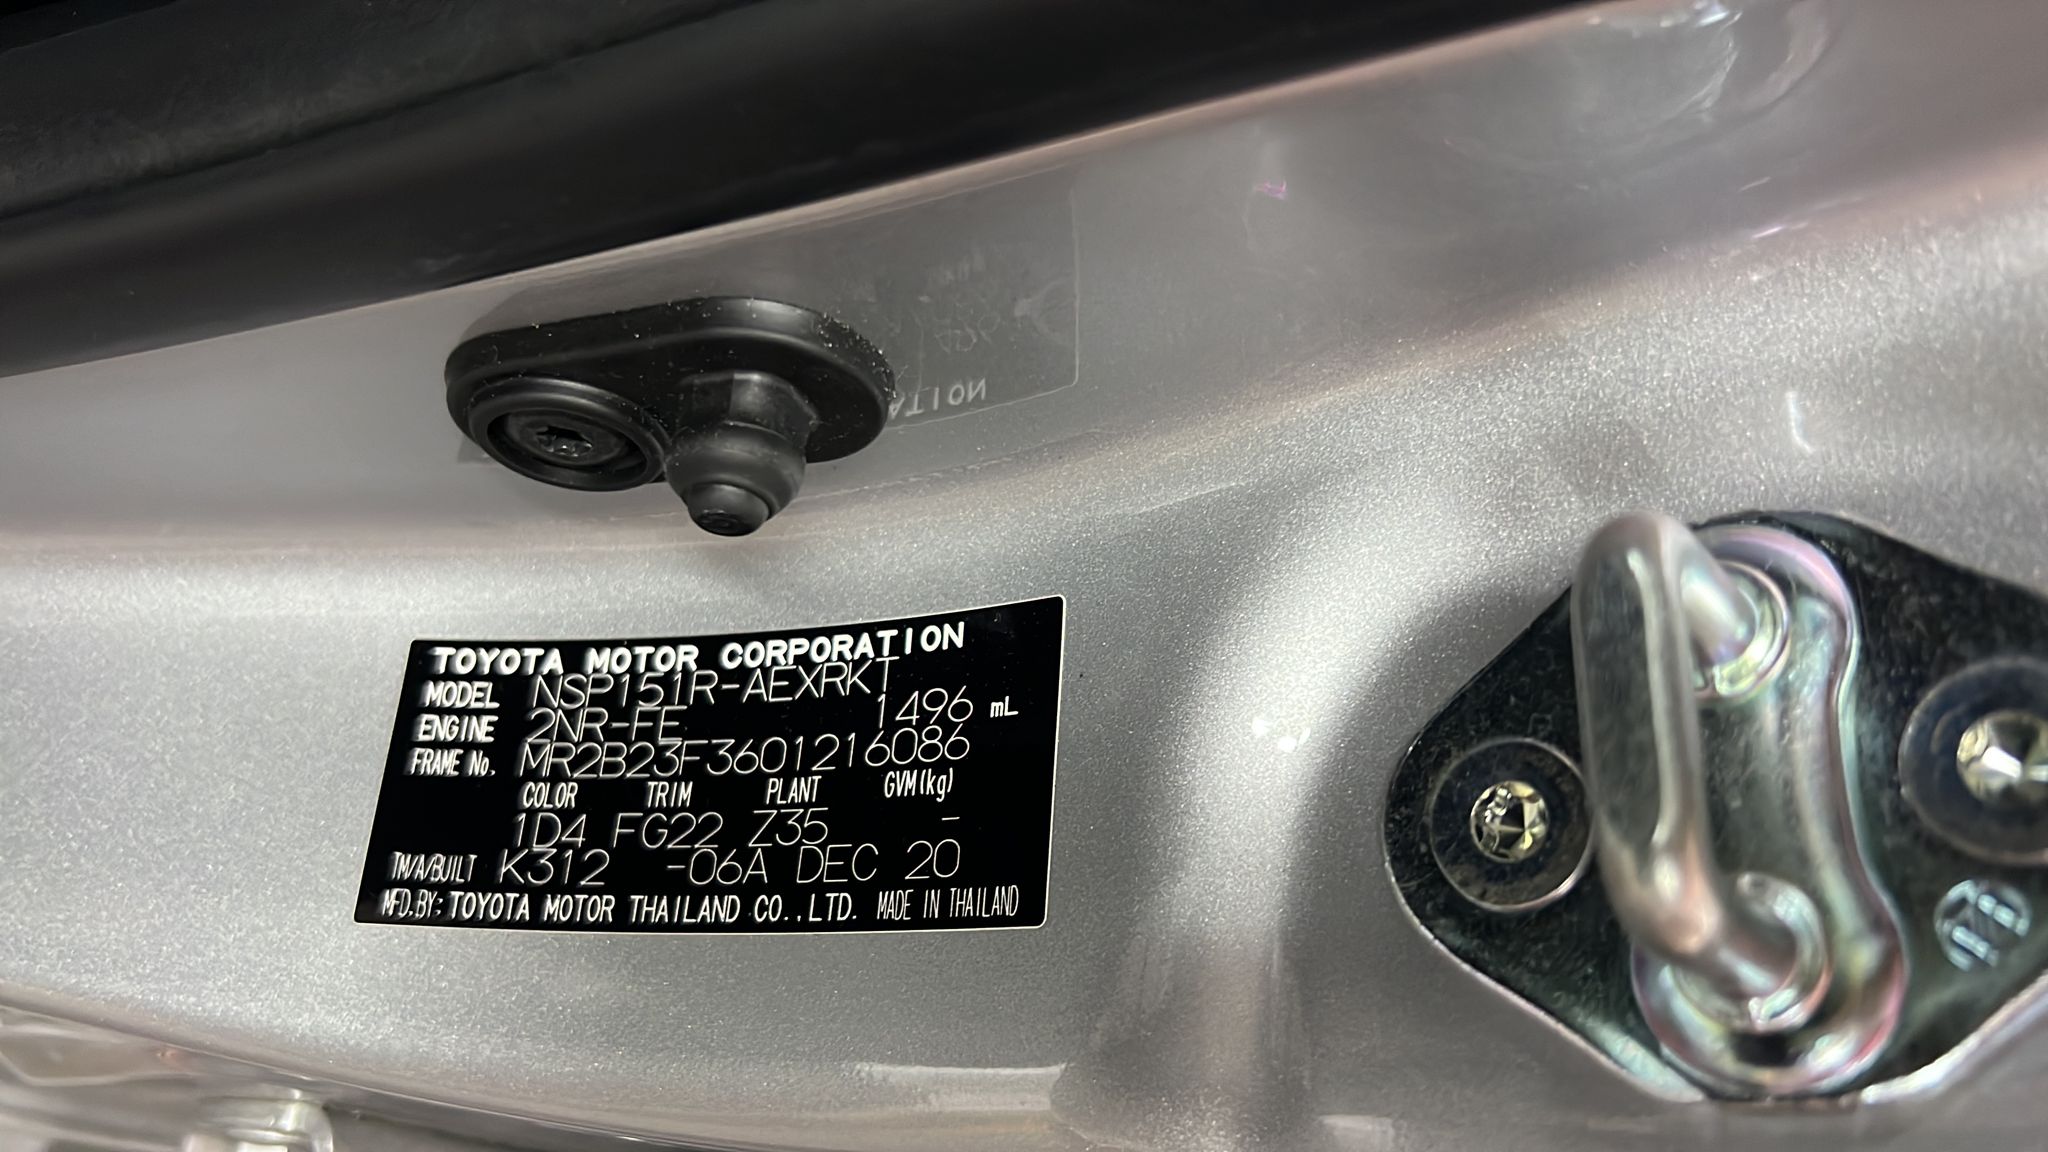 TOYOTA MOTOR CORPORATION
MODEL NSP151R-AEXRKT
ENGINE 2NR-FE 1496 mL
FRAME No. MR2B23F3601216086
COLOR TRIM PLANT GVM(kg)
1D4 FG22 Z35 -
TM/A/BUILT K312 -06A DEC 20
MFD.BY: TOYOTA MOTOR THAILAND CO.,LTD. MADE IN THAILAND